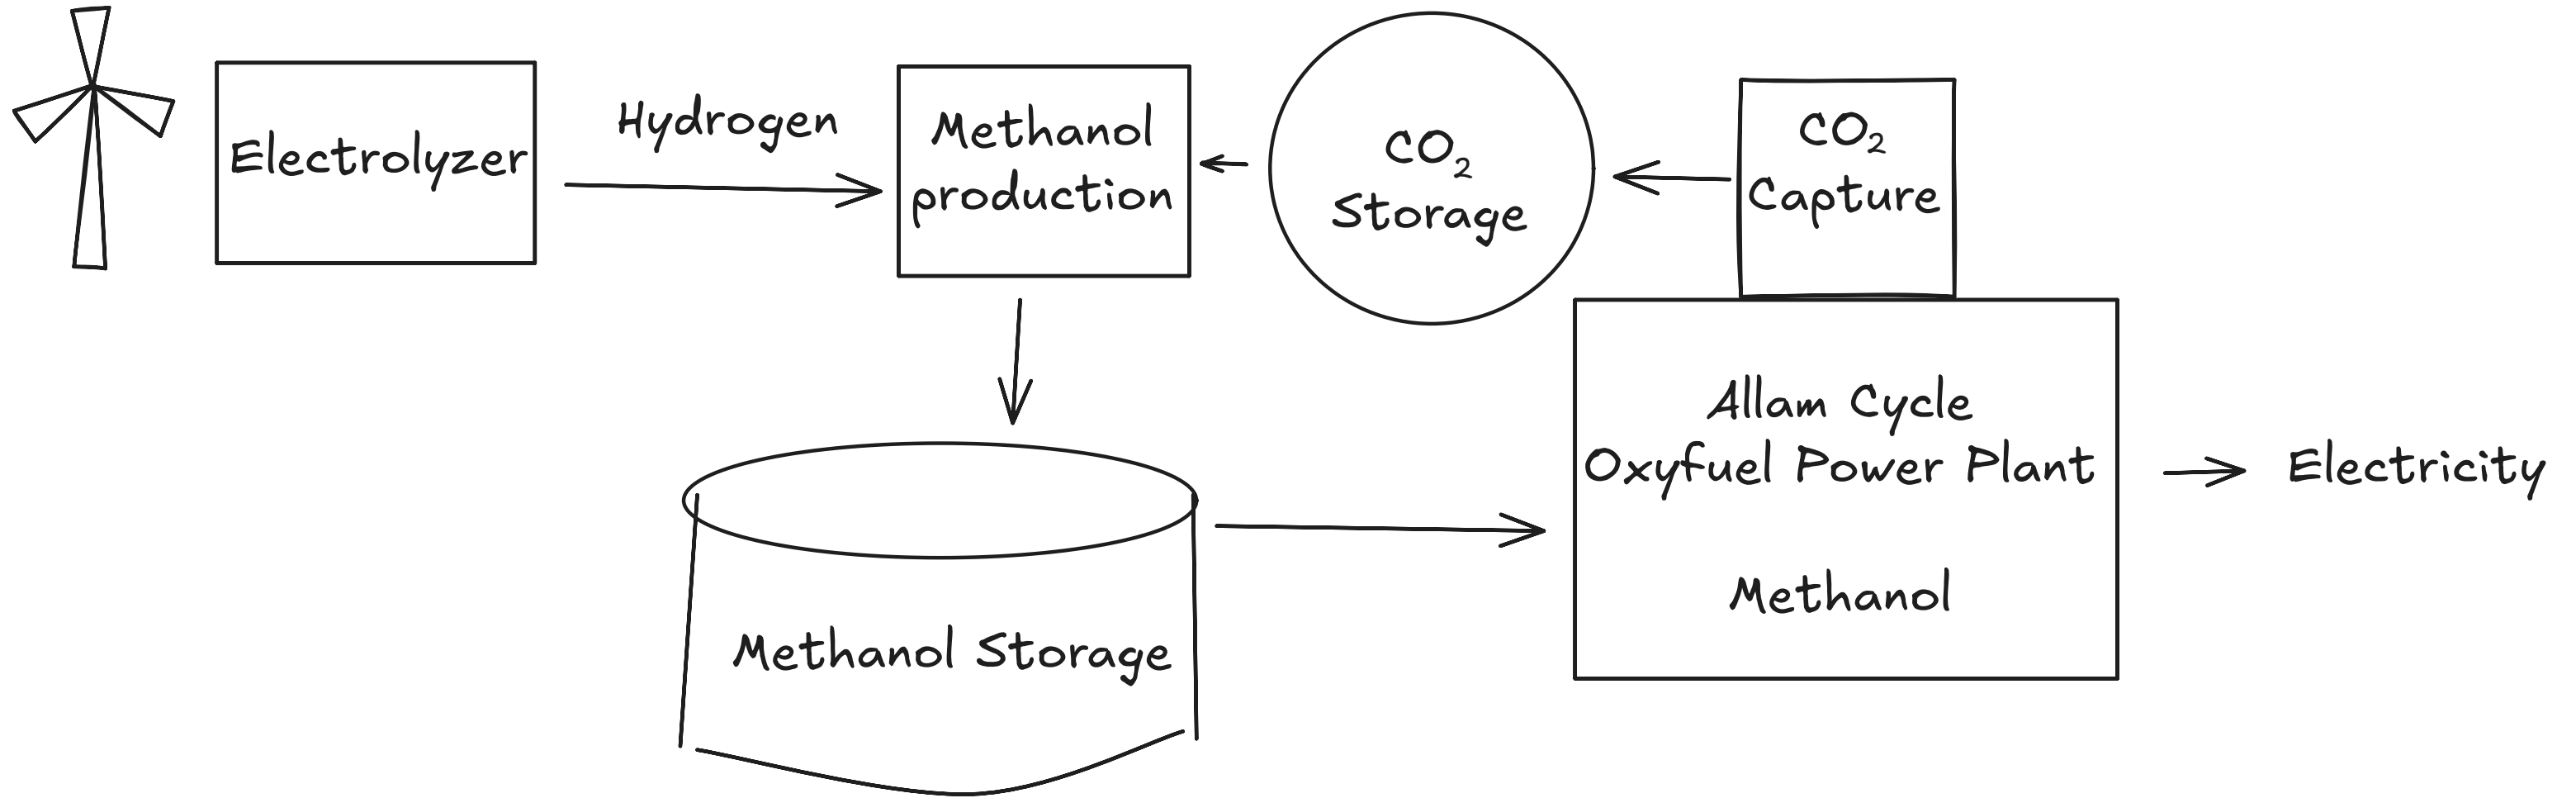 Electrolyzer
Hydrogen
Methanol
production
CO₂
Storage
CO₂
Capture
Allam Cycle
Oxyfuel Power Plant
Methanol
Electricity
Methanol Storage